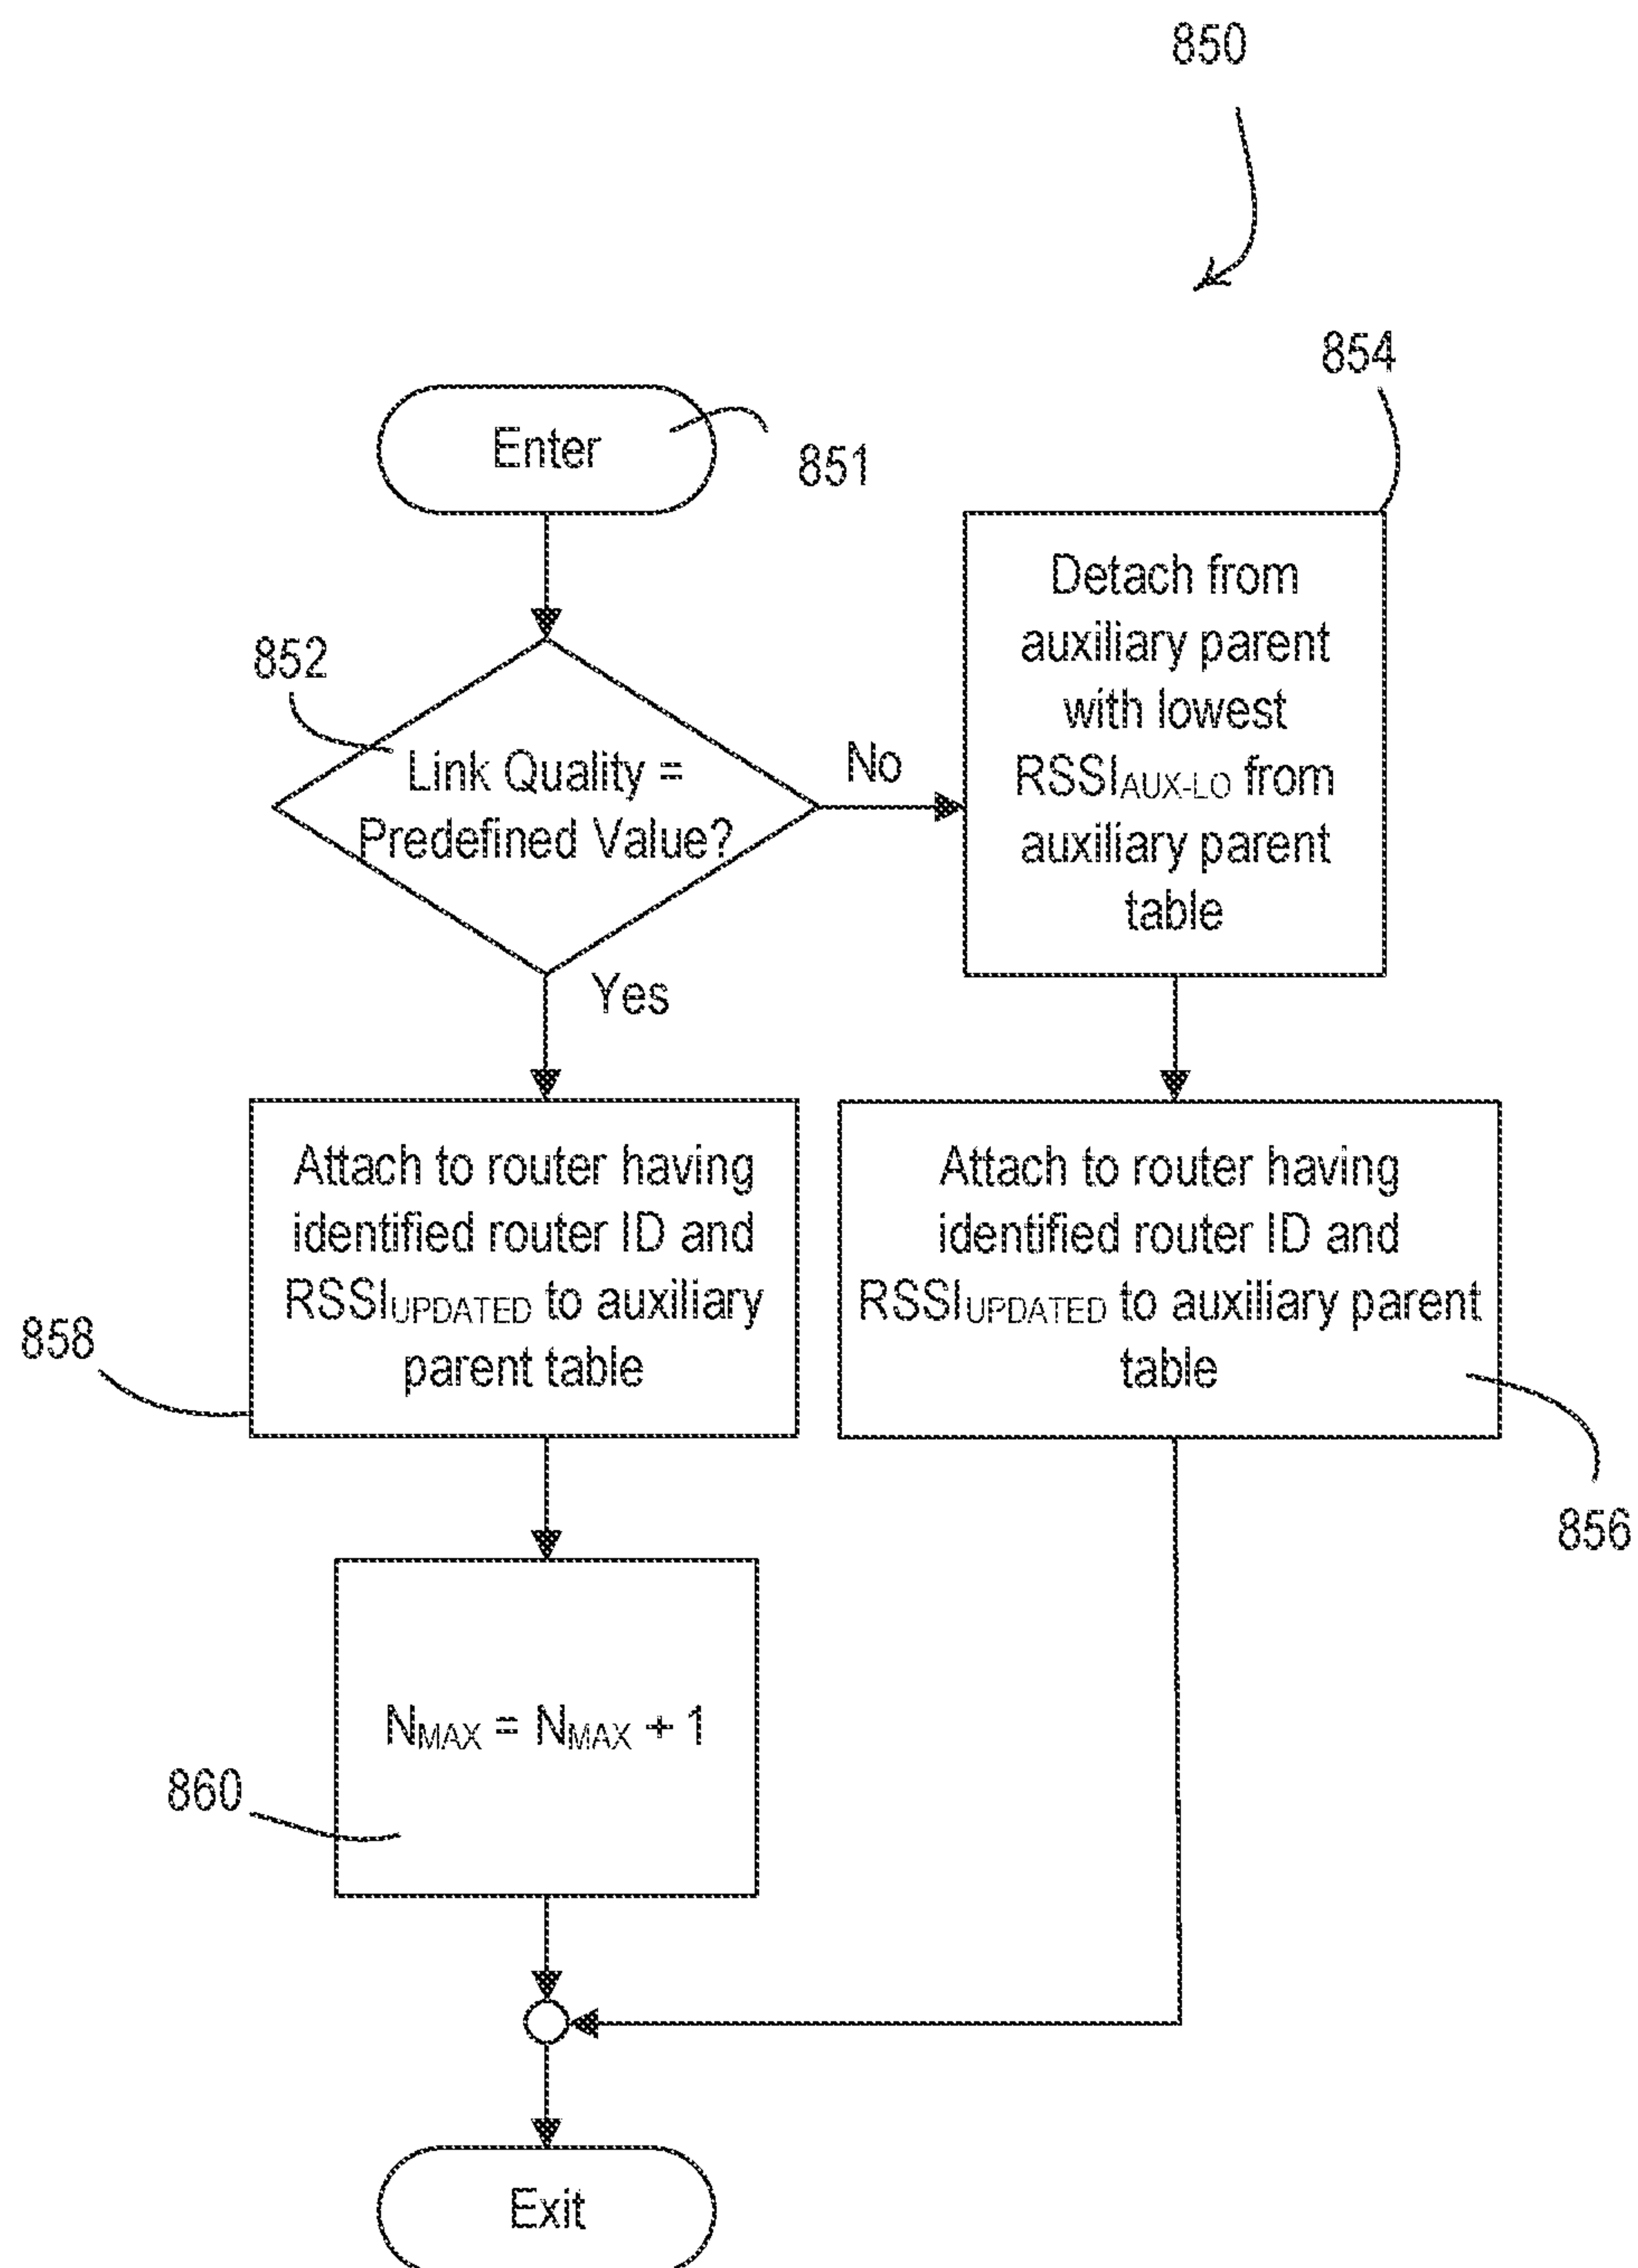 850
854
Enter
851
Detach from
auxiliary parent
with lowest
RSSIAUX-LO from
auxiliary parent
table
852
Link Quality =
Predefined Value?
No
Yes
Attach to router having
identified router ID and
RSSIUPDATED to auxiliary
parent table
858
Attach to router having
identified router ID and
RSSIUPDATED to auxiliary parent
table
856
NMAX = NMAX + 1
860
Exit